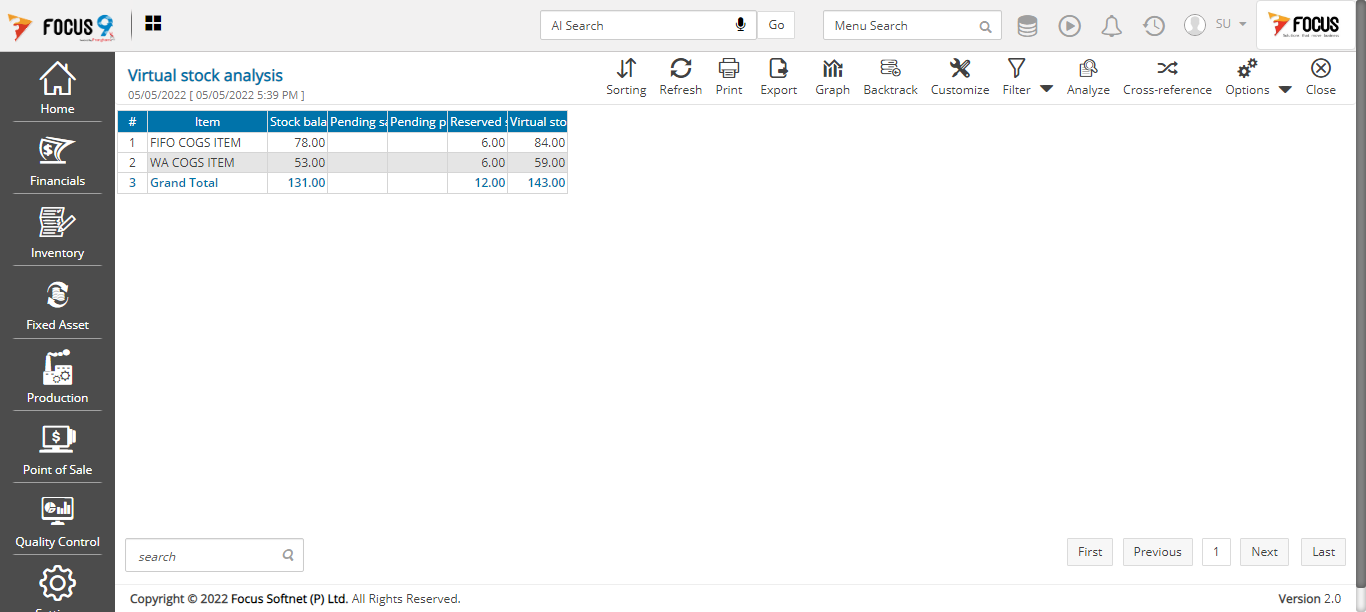 FOCUS 9
AI Search
Go
Menu Search
SU
FOCUS
Home
Financials
Inventory
Fixed Asset
Production
Point of Sale
Quality Control
Virtual stock analysis
05/05/2022 [ 05/05/2022 5:39 PM ]
Sorting Refresh Print Export Graph Backtrack Customize Filter Analyze Cross-reference Options Close
# Item Stock bala Pending sa Pending p Reserved Virtual sto
1 FIFO COGS ITEM 78.00 6.00 84.00
2 WA COGS ITEM 53.00 6.00 59.00
3 Grand Total 131.00 12.00 143.00
search
First Previous 1 Next Last
Copyright © 2022 Focus Softnet (P) Ltd. All Rights Reserved.
Version 2.0